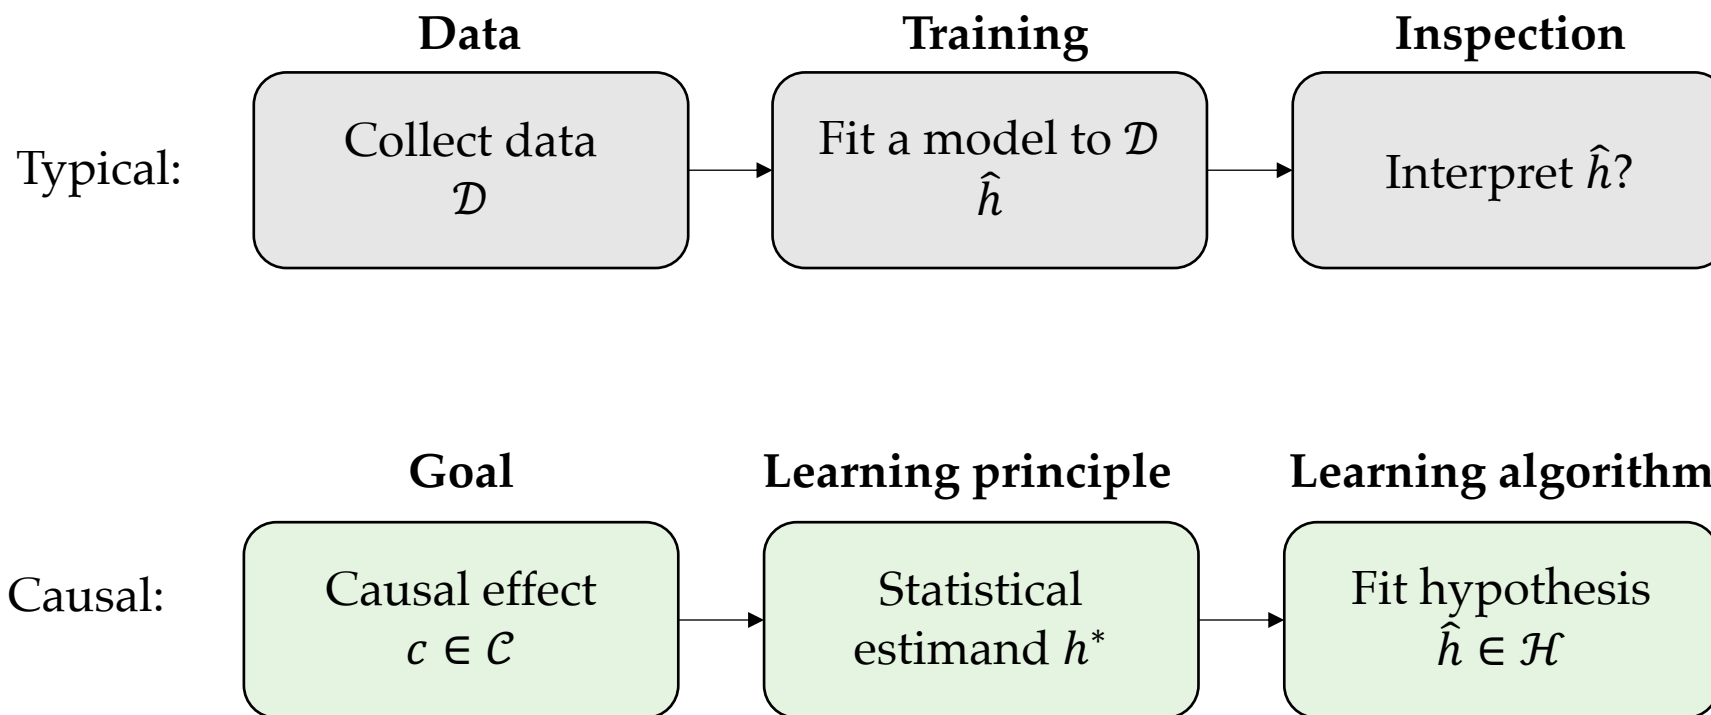 Data
Training
Inspection
Typical:
Collect data
𝒟
Fit a model to 𝒟
ĥ
Interpret ĥ?
Goal
Learning principle
Learning algorithm
Causal:
Causal effect
c ∈ 𝒞
Statistical
estimand h*
Fit hypothesis
ĥ ∈ ℋ